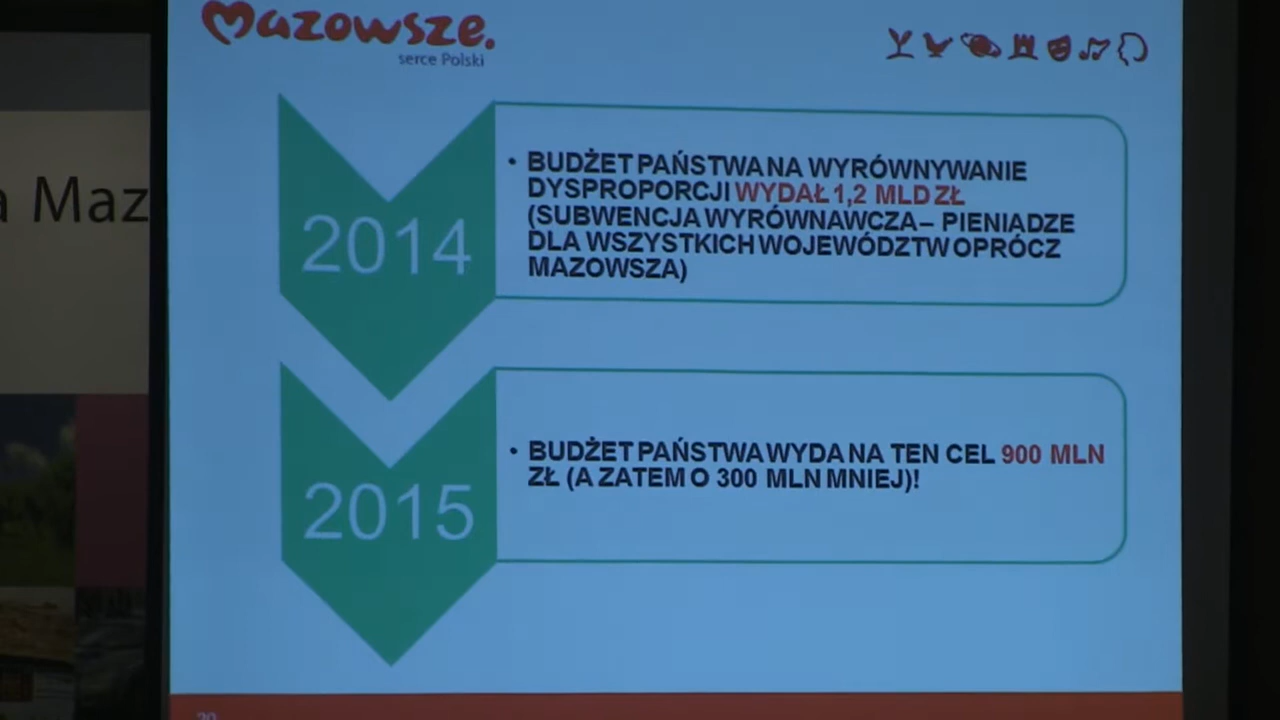 Mazowsze.
serce Polski
a Maz
2014
• BUDŻET PAŃSTWA NA WYRÓWNYWANIE
DYSPROPORCJI WYDAŁ 1,2 MLD ZŁ
(SUBWENCJA WYRÓWNAWCZA – PIENIADZE
DLA WSZYSTKICH WOJEWÓDZTW OPRÓCZ
MAZOWSZA)
2015
• BUDŻET PAŃSTWA WYDA NA TEN CEL 900 MLN
ZŁ (A ZATEM O 300 MLN MNIEJ)!